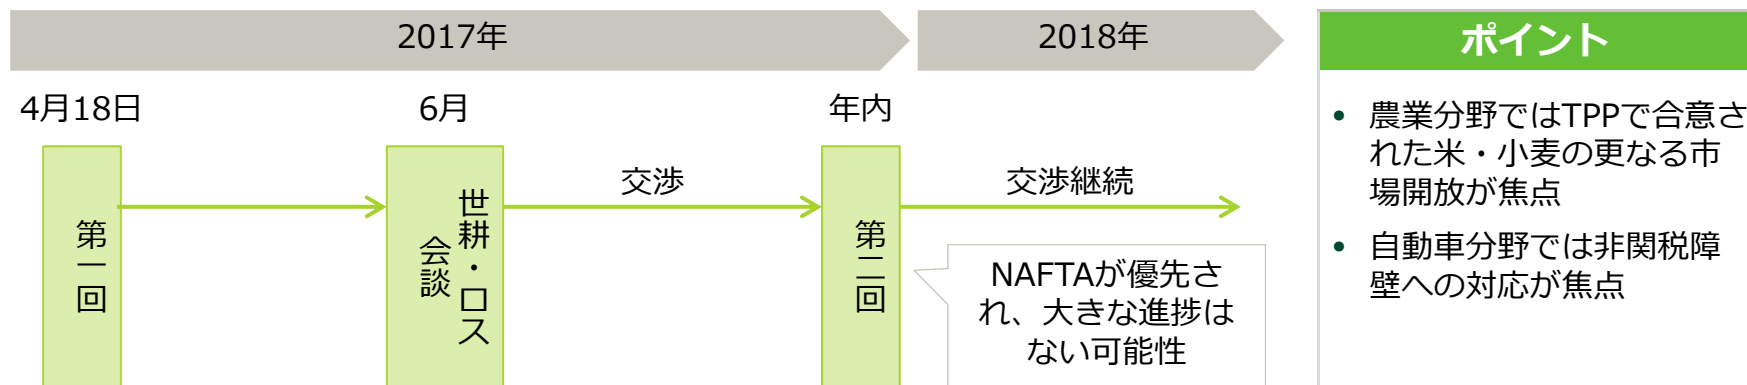 2017年
2018年
ポイント
4月18日
6月
年内
第一回
世耕・ロス
会談
交渉
第二回
交渉継続
NAFTAが優先さ
れ、大きな進捗は
ない可能性
• 農業分野ではTPPで合意さ
れた米・小麦の更なる市
場開放が焦点
• 自動車分野では非関税障
壁への対応が焦点